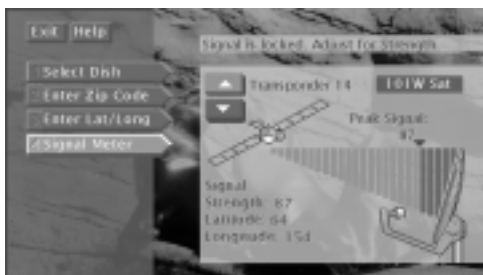 Exit Help
Signal is locked. Adjust for Strength.
Select Dish
Enter Zip Code
Enter Lat/Long
Signal Meter
Transponder 14
101W Sat
Peak Signal:
87
Signal
Strength: 87
Latitude: 64
Longitude: 154